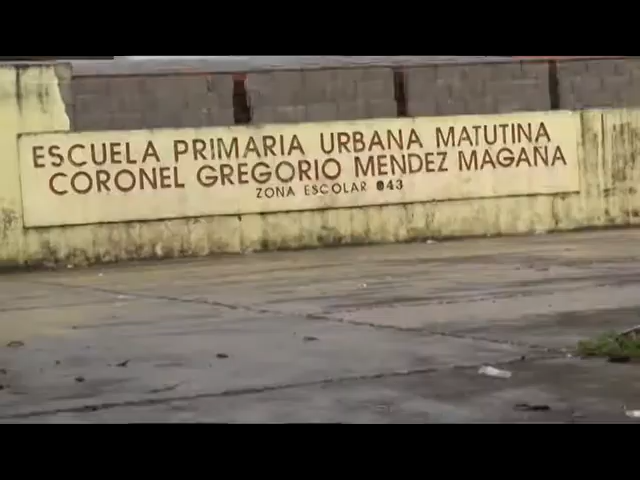 ESCUELA PRIMARIA URBANA MATUTINA
CORONEL GREGORIO MENDEZ MAGAÑA
ZONA ESCOLAR 043